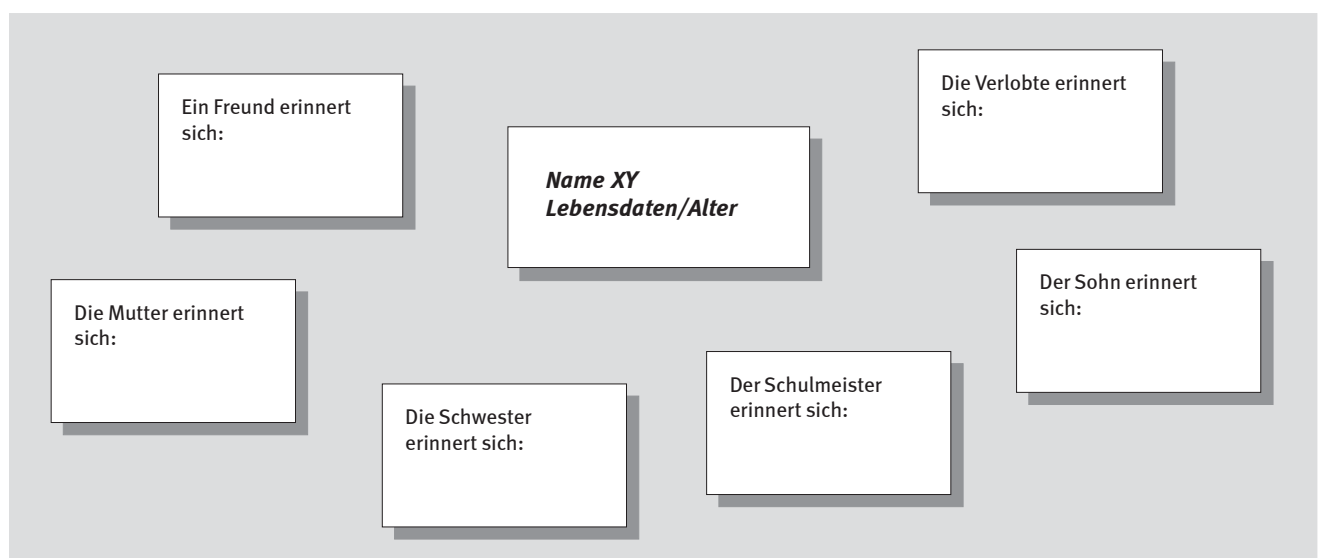 Ein Freund erinnert
sich:
Name XY
Lebensdaten/Alter
Die Verlobte erinnert
sich:
Die Mutter erinnert
sich:
Die Schwester
erinnert sich:
Der Schulmeister
erinnert sich:
Der Sohn erinnert
sich: